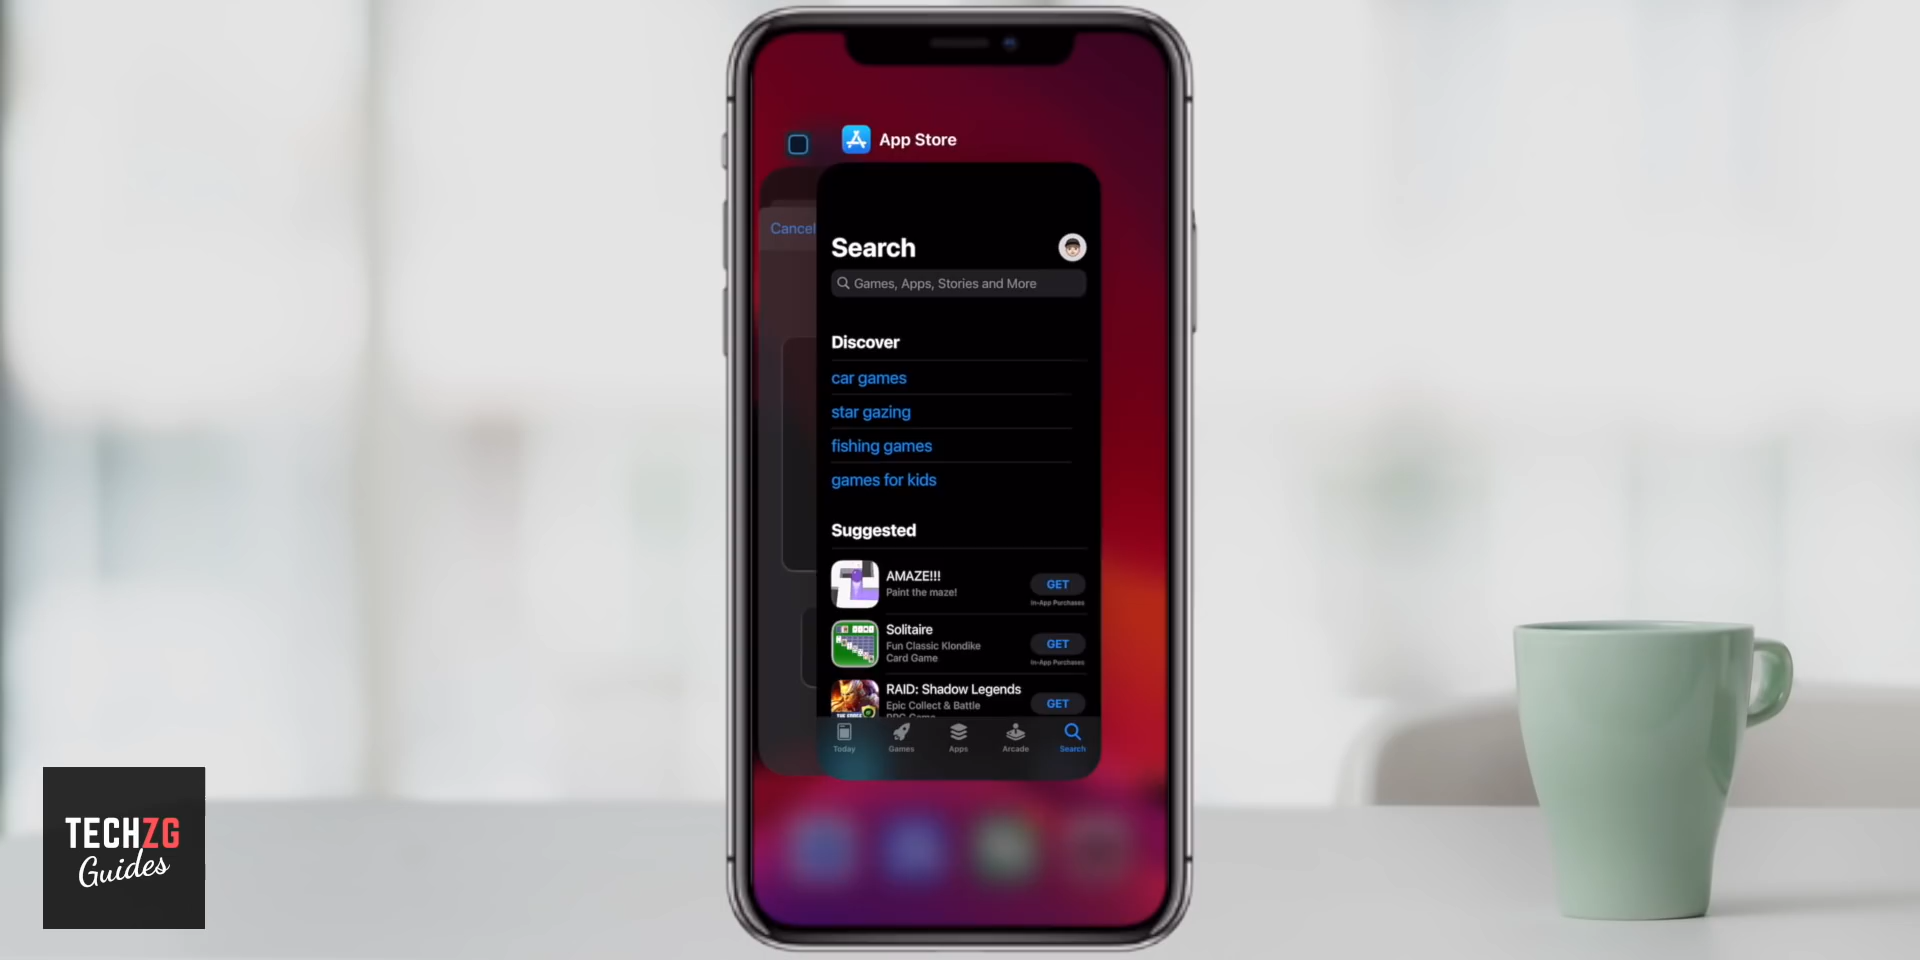 App Store
Cancel
Search
Games, Apps, Stories and More
Discover
car games
star gazing
fishing games
games for kids
Suggested
AMAZE!!!
Paint the maze!
GET
In-App Purchases
Solitaire
Fun Classic Klondike
Card Game
GET
In-App Purchases
RAID: Shadow Legends
Epic Collect & Battle
RPG Game
GET
Today
Games
Apps
Arcade
Search
TECHZG
Guides